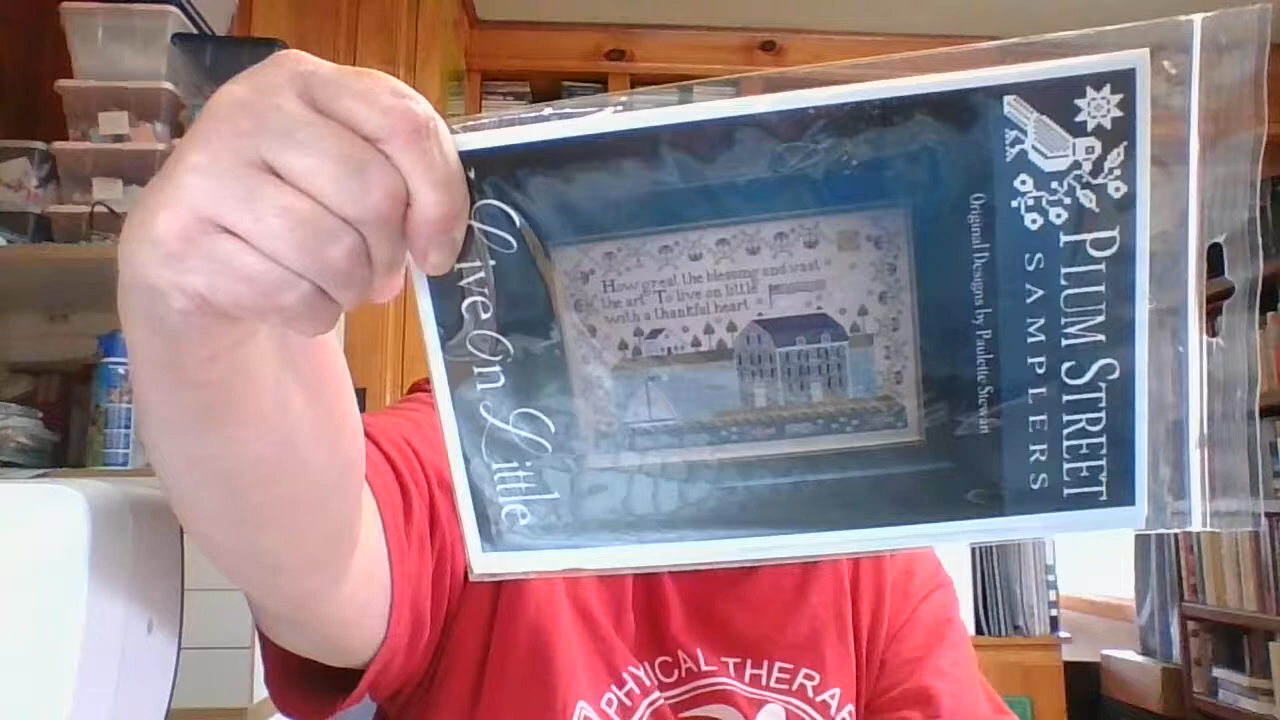 PLUM STREET
SAMPLERS
Original Designs by Paulette Stewart
How great the blessing and vast
the art To live on little
with a thankful heart
Live On Little
PHYSICAL THERAP